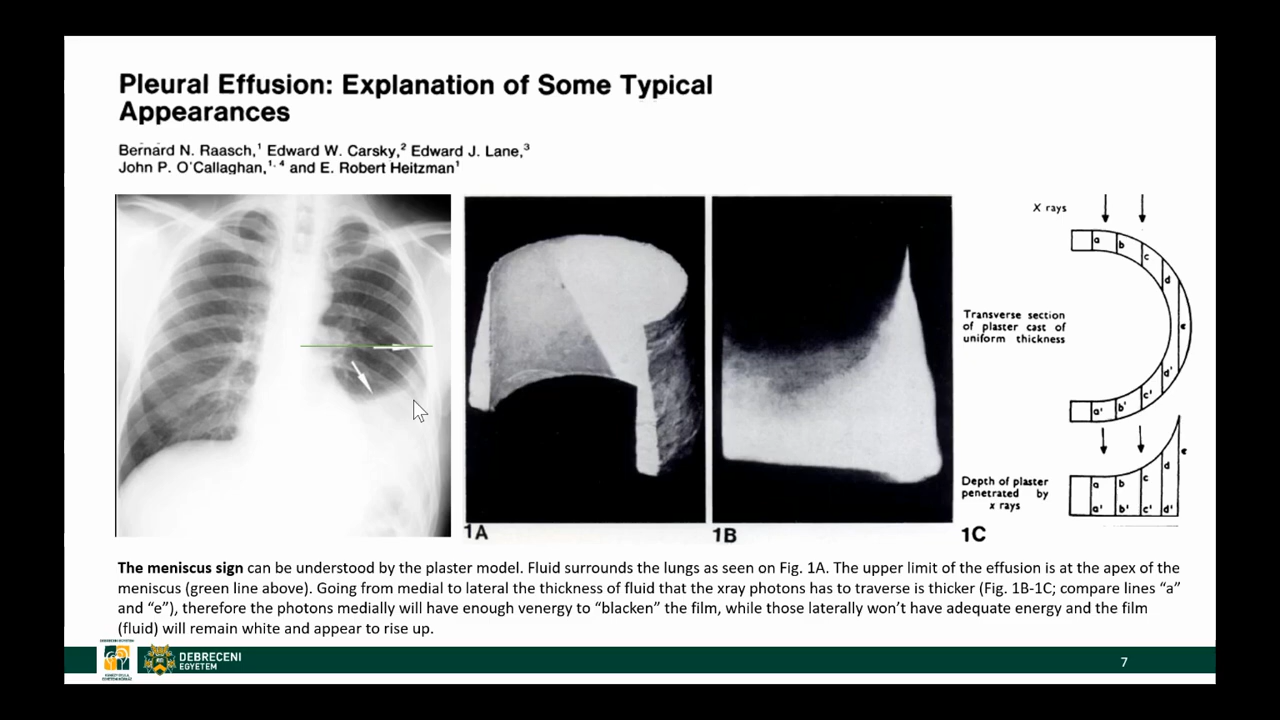 Pleural Effusion: Explanation of Some Typical
Appearances
Bernard N. Raasch,¹ Edward W. Carsky,² Edward J. Lane,³
John P. O'Callaghan,¹˒ ⁴ and E. Robert Heitzman¹
X rays
a
b
c
d
e
Transverse section
of plaster cast of
uniform thickness
d'
c'
b'
a'
Depth of plaster
penetrated by
x rays
a
b
c
d
e
a' b' c' d'
1A
1B
1C
The meniscus sign can be understood by the plaster model. Fluid surrounds the lungs as seen on Fig. 1A. The upper limit of the effusion is at the apex of the
meniscus (green line above). Going from medial to lateral the thickness of fluid that the xray photons has to traverse is thicker (Fig. 1B-1C; compare lines “a”
and “e”), therefore the photons medially will have enough venergy to “blacken” the film, while those laterally won’t have adequate energy and the film
(fluid) will remain white and appear to rise up.
DEBRECENI
EGYETEM
7